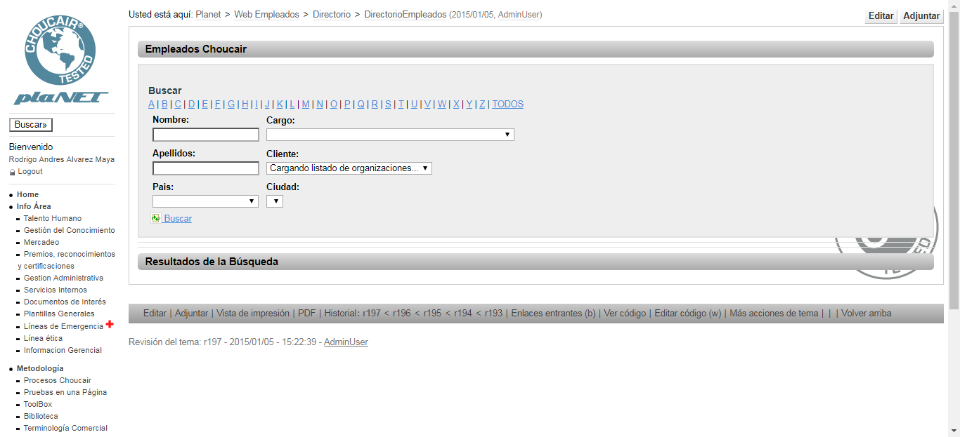 CHOUCAIR
TESTED
plaNET
Buscar»
Bienvenido
Rodrigo Andres Alvarez Maya
Logout
Home
Info Área
Talento Humano
Gestión del Conocimiento
Mercadeo
Premios, reconocimientos
y certificaciones
Gestion Administrativa
Servicios Internos
Documentos de Interés
Plantillas Generales
Líneas de Emergencia
Línea ética
Informacion Gerencial
Metodología
Procesos Choucair
Pruebas en una Página
ToolBox
Biblioteca
Terminología Comercial
Usted está aquí: Planet > Web Empleados > Directorio > DirectorioEmpleados (2015/01/05, AdminUser)
Editar Adjuntar
Empleados Choucair
Buscar
A | B | C | D | E | F | G | H | I | J | K | L | M | N | O | P | Q | R | S | T | U | V | W | X | Y | Z | TODOS
Nombre: Cargo:
Apellidos: Cliente:
Cargando listado de organizaciones...
Pais: Ciudad:
Buscar
Resultados de la Búsqueda
TESTED
Editar | Adjuntar | Vista de impresión | PDF | Historial: r197 < r196 < r195 < r194 < r193 | Enlaces entrantes (b) | Ver código | Editar código (w) | Más acciones de tema | | | Volver arriba
Revisión del tema: r197 - 2015/01/05 - 15:22:39 - AdminUser